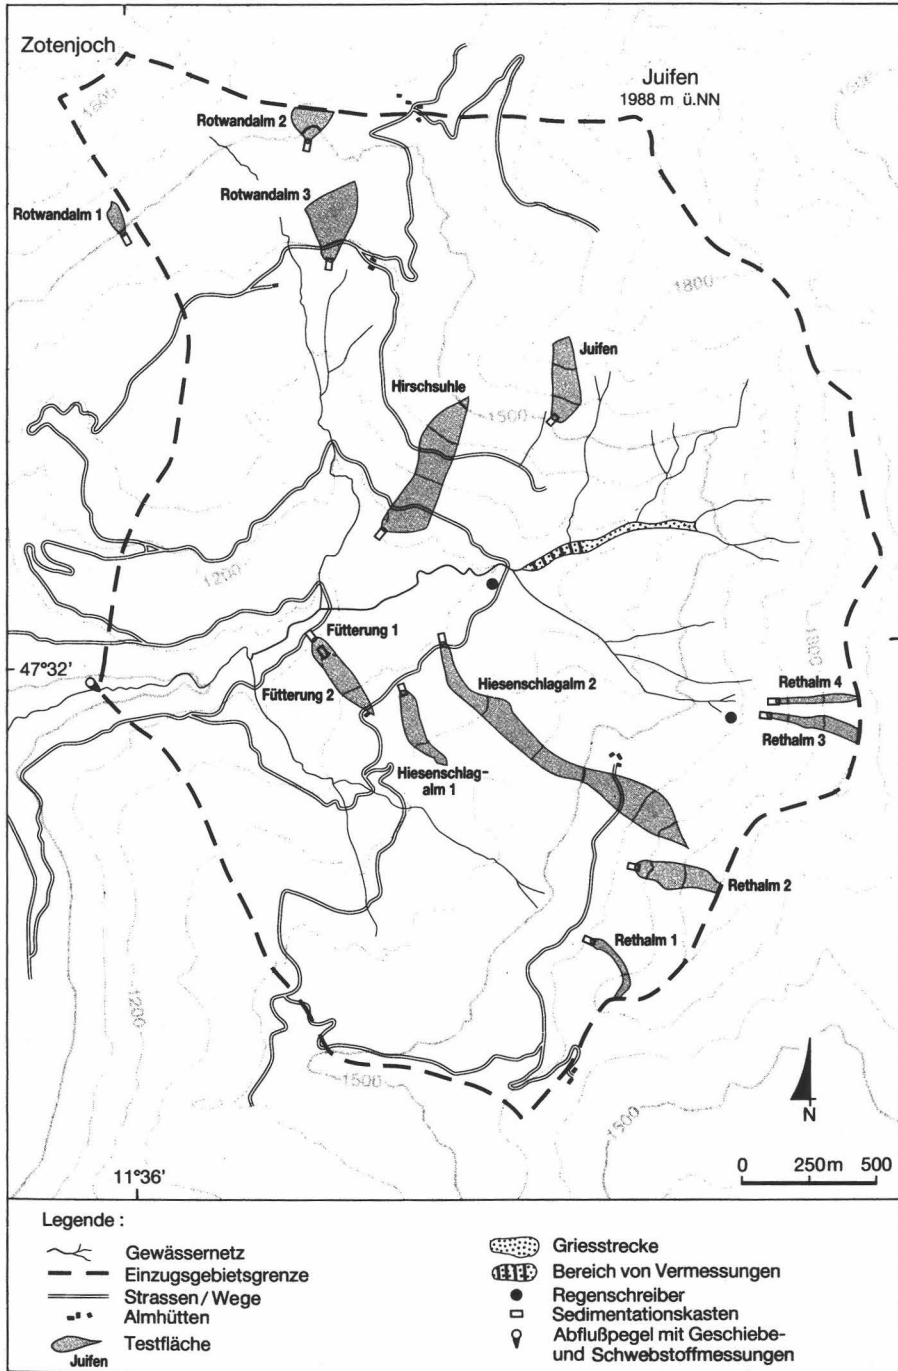 Zotenjoch
Juifen
1988 m ü.NN
1500
1500
Rotwandalm 2
Rotwandalm 3
Rotwandalm 1
1800
Juifen
Hirschsuhle
1500
1200
Fütterung 1
47°32'
Fütterung 2
Hiesenschlagalm 2
1800
Rethalm 4
Rethalm 3
Hiesenschlag-
alm 1
Rethalm 2
Rethalm 1
1200
1500
1500
N
11°36'
0 250m 500
Legende :
Gewässernetz
Einzugsgebietsgrenze
Strassen/Wege
Almhütten
Testfläche
Juifen
Griesstrecke
Bereich von Vermessungen
Regenschreiber
Sedimentationskasten
Abflußpegel mit Geschiebe-
und Schwebstoffmessungen